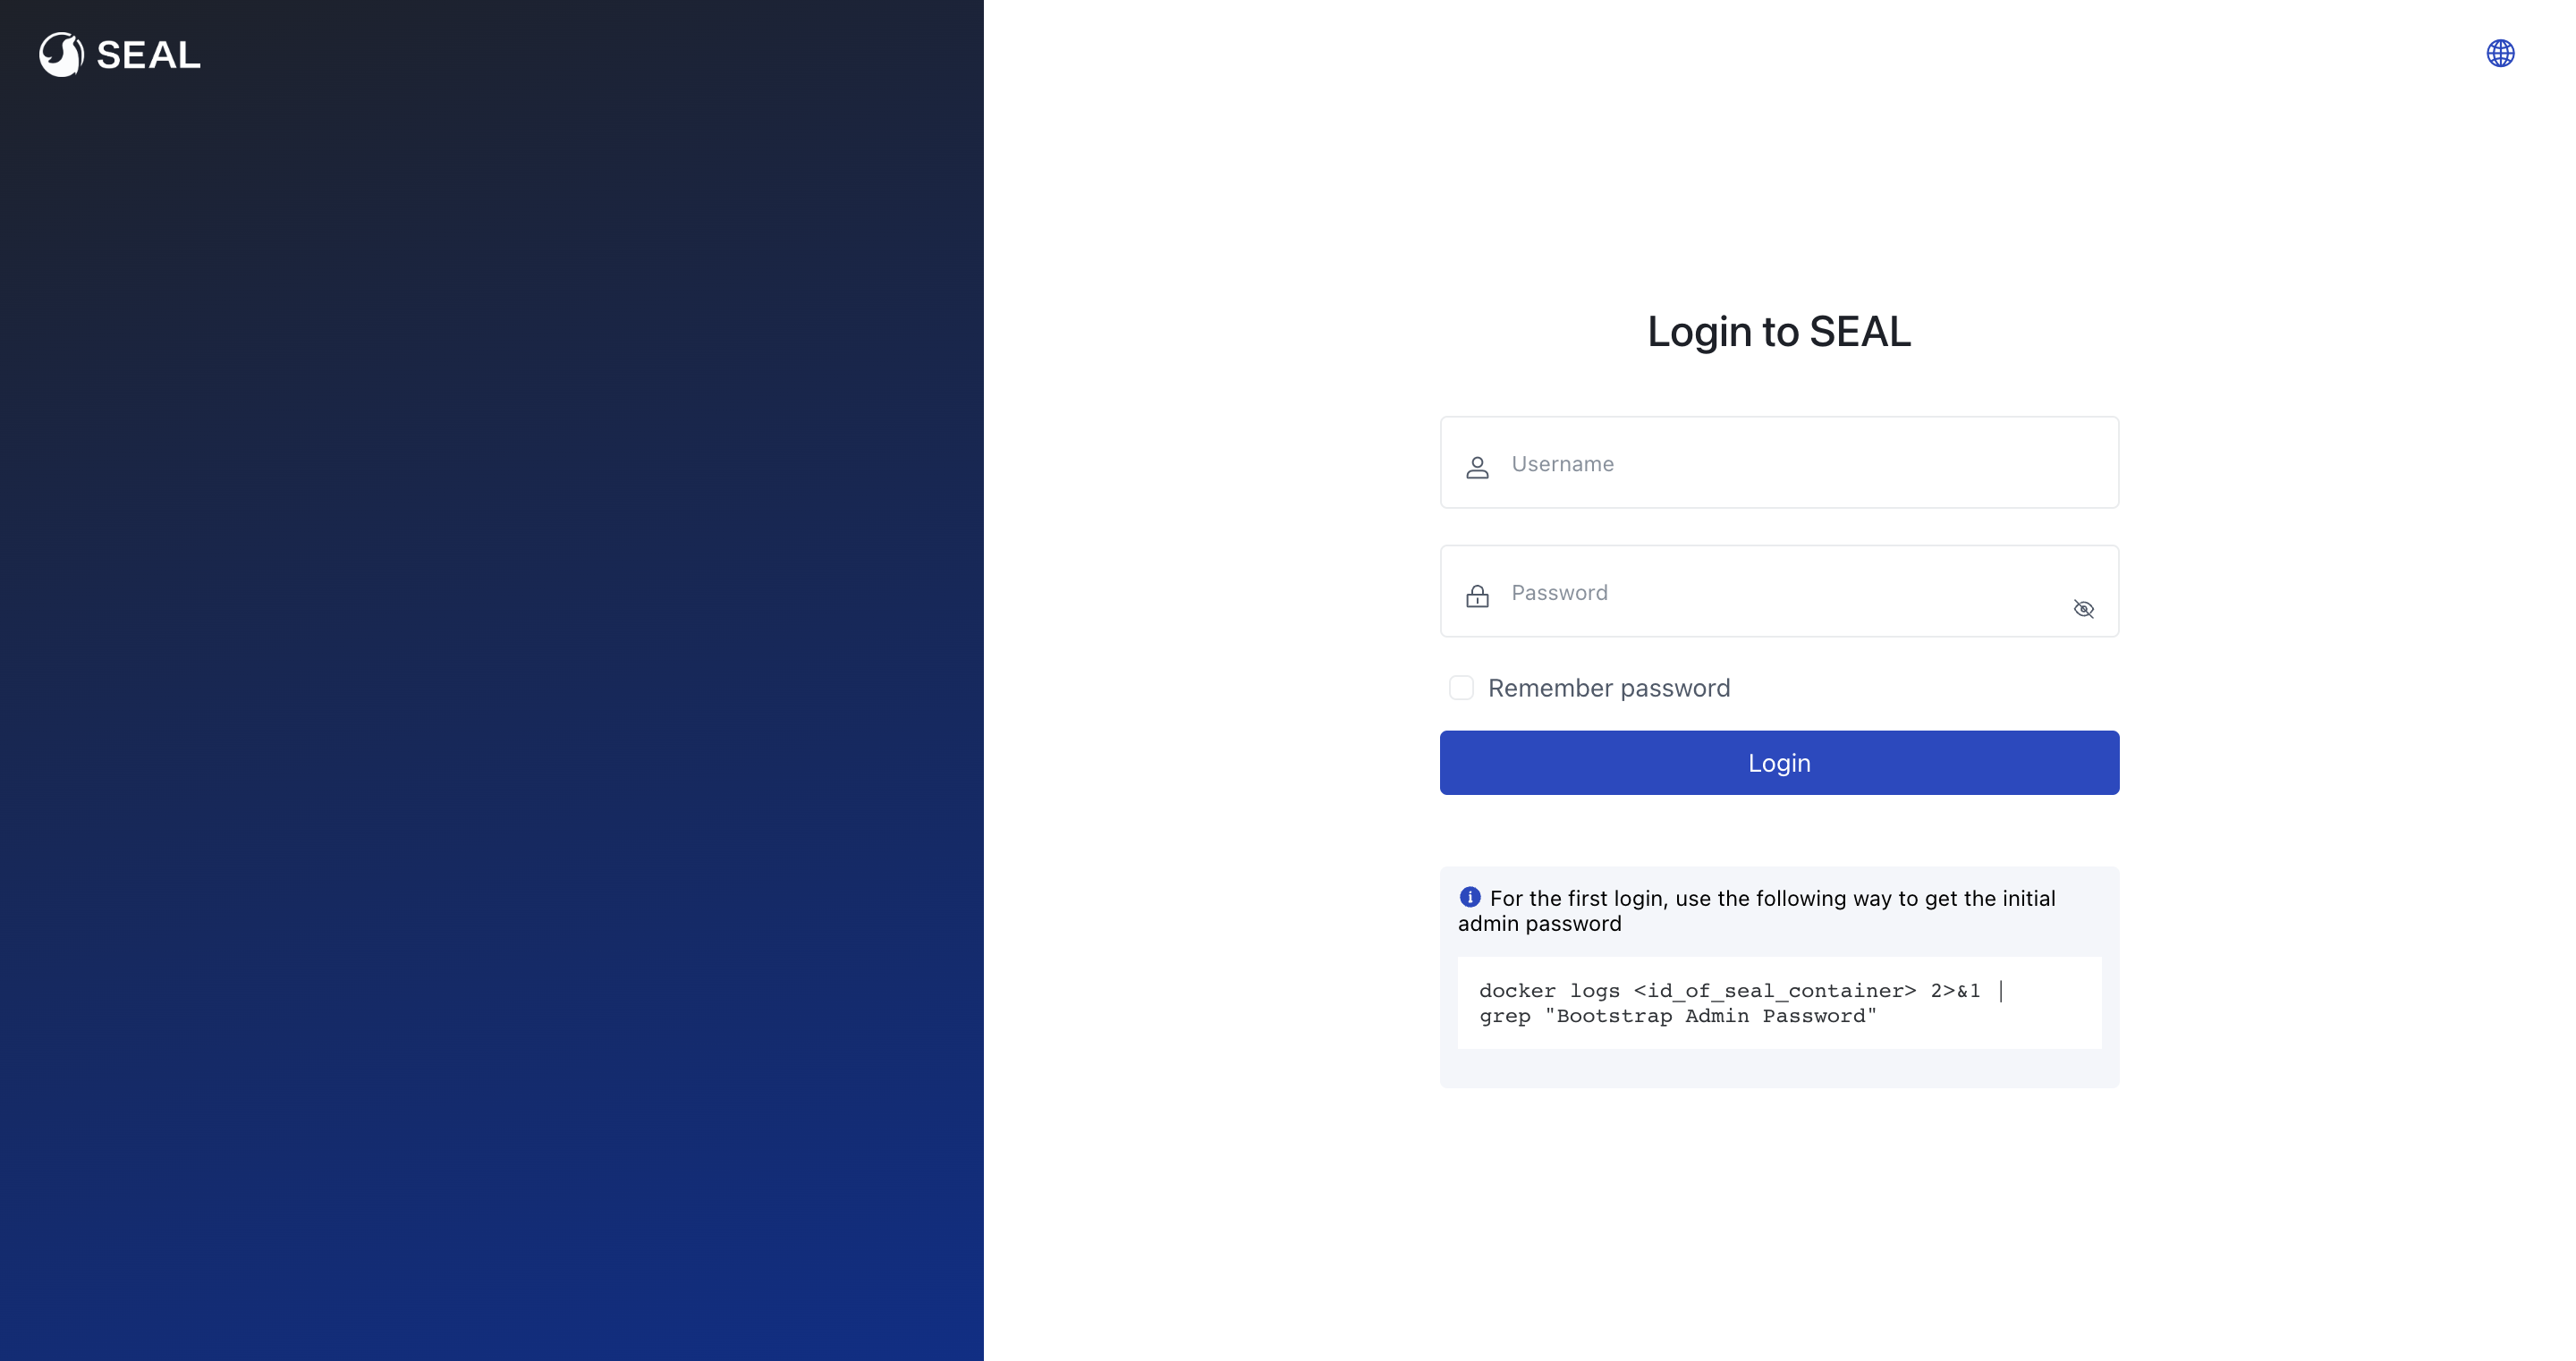 SEAL
Login to SEAL
Username
Password
Remember password
Login
For the first login, use the following way to get the initial
admin password
docker logs <id_of_seal_container> 2>&1 |
grep "Bootstrap Admin Password"